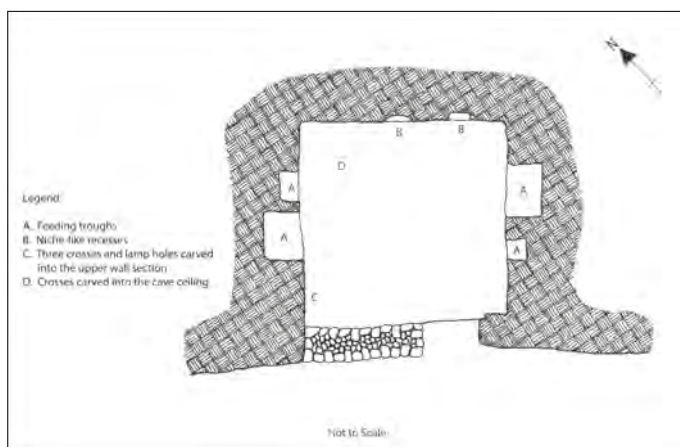 N
B
B
D
A
A
A
A
C
Legend:
A. Feeding troughs
B. Niche-like recesses
C. Three crosses and lamp holes carved
into the upper wall section
D. Crosses carved into the cave ceiling
Not to Scale